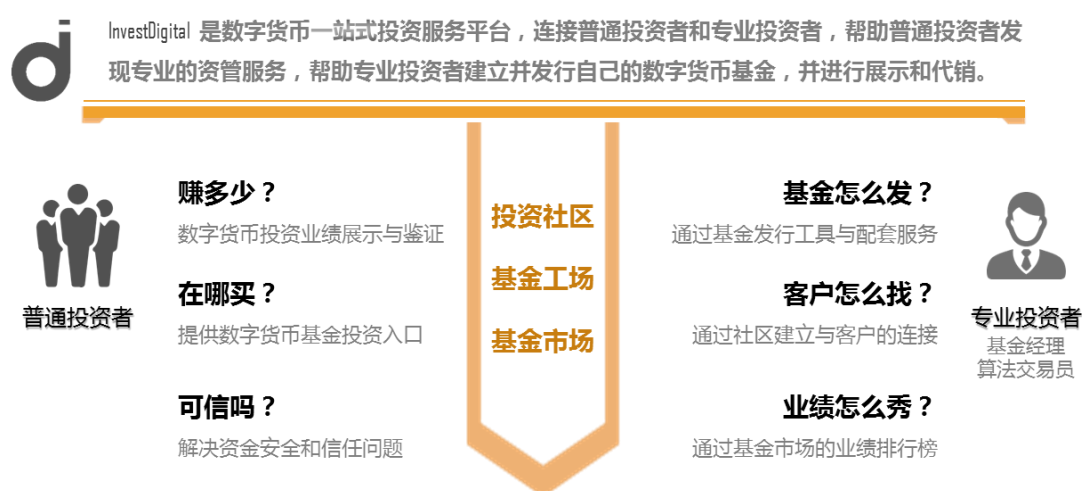 InvestDigital 是数字货币一站式投资服务平台，连接普通投资者和专业投资者，帮助普通投资者发
现专业的资管服务，帮助专业投资者建立并发行自己的数字货币基金，并进行展示和代销。
赚多少？
数字货币投资业绩展示与鉴证
在哪买？
提供数字货币基金投资入口
可信吗？
解决资金安全和信任问题
普通投资者
投资社区
基金工场
基金市场
基金怎么发？
通过基金发行工具与配套服务
客户怎么找？
通过社区建立与客户的连接
业绩怎么秀？
通过基金市场的业绩排行榜
专业投资者
基金经理
算法交易员